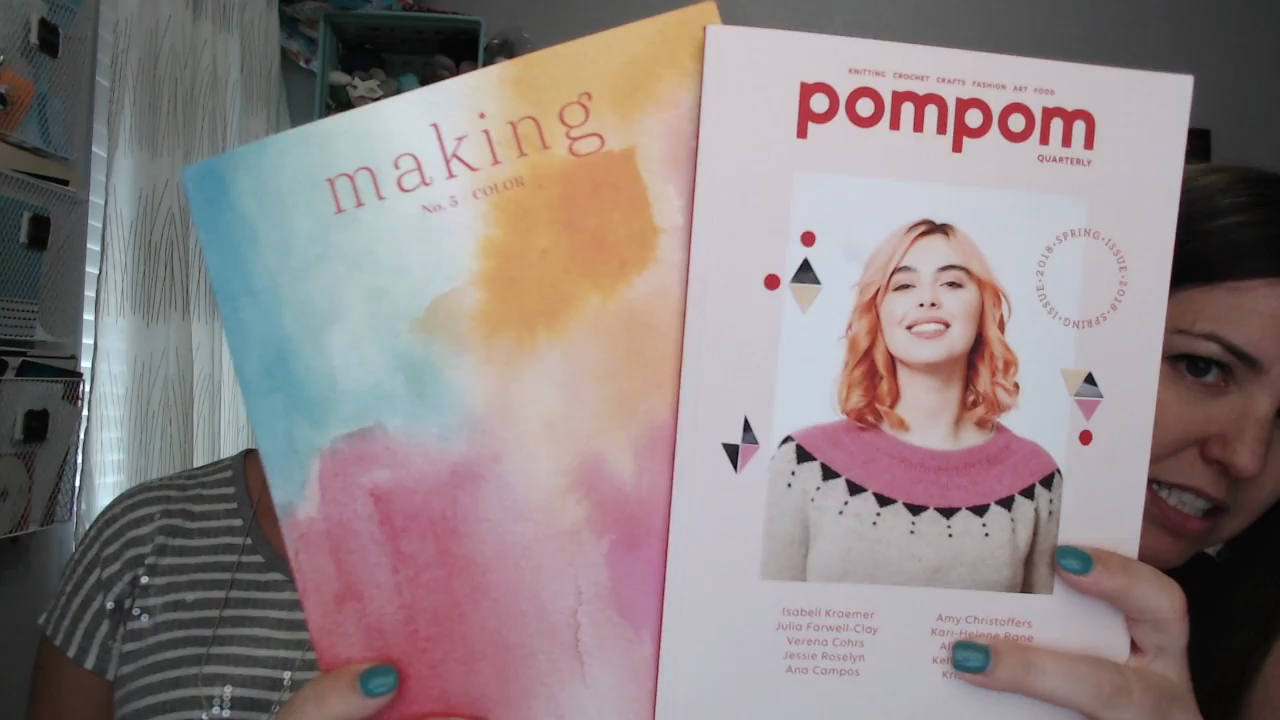 making
No. 5 COLOR
KNITTING CROCHET CRAFTS FASHION ART FOOD
pompom
QUARTERLY
SPRING·ISSUE·2018·SPRING·ISSUE·2018·
Isabell Kraemer
Julia Farwell-Clay
Verena Cohrs
Jessie Roselyn
Ana Campos
Amy Christoffers
Kari-Helene Rane